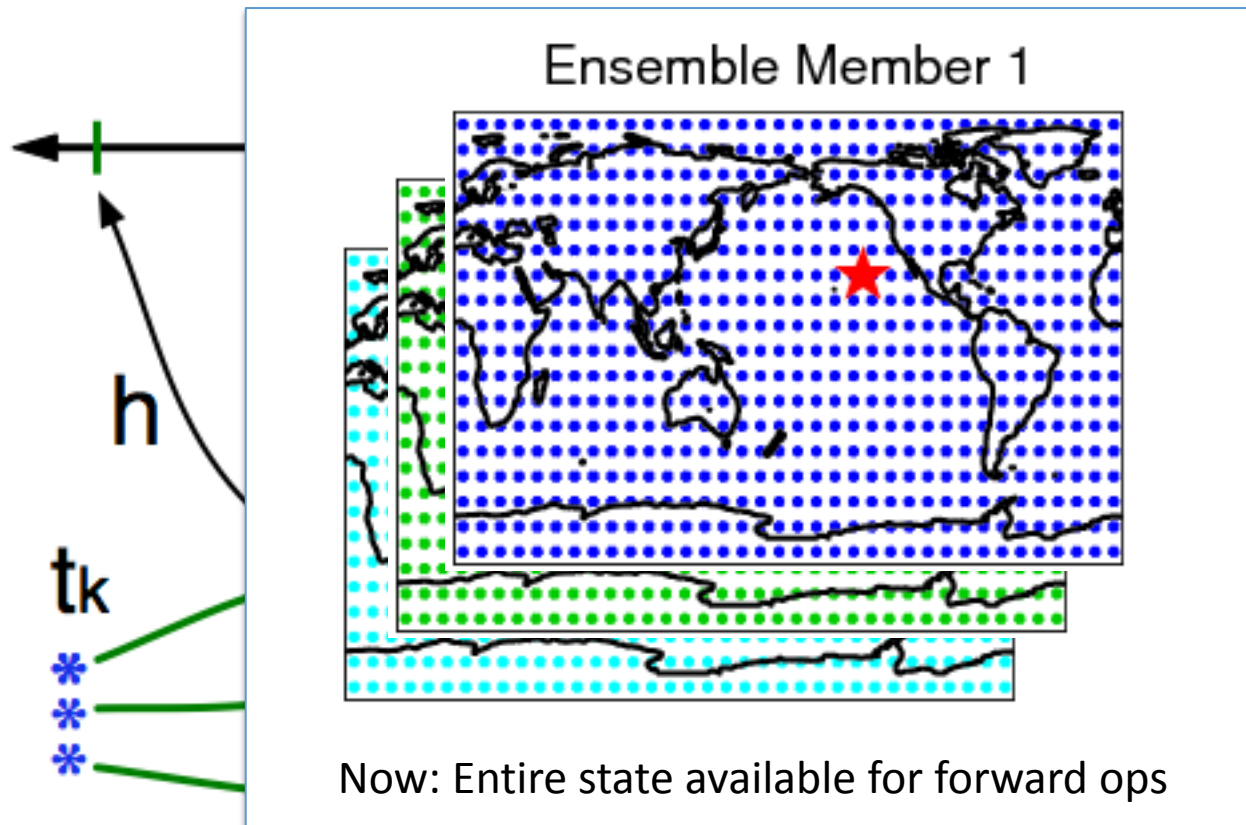 Ensemble Member 1
h
tk
*
*
*
Now: Entire state available for forward ops